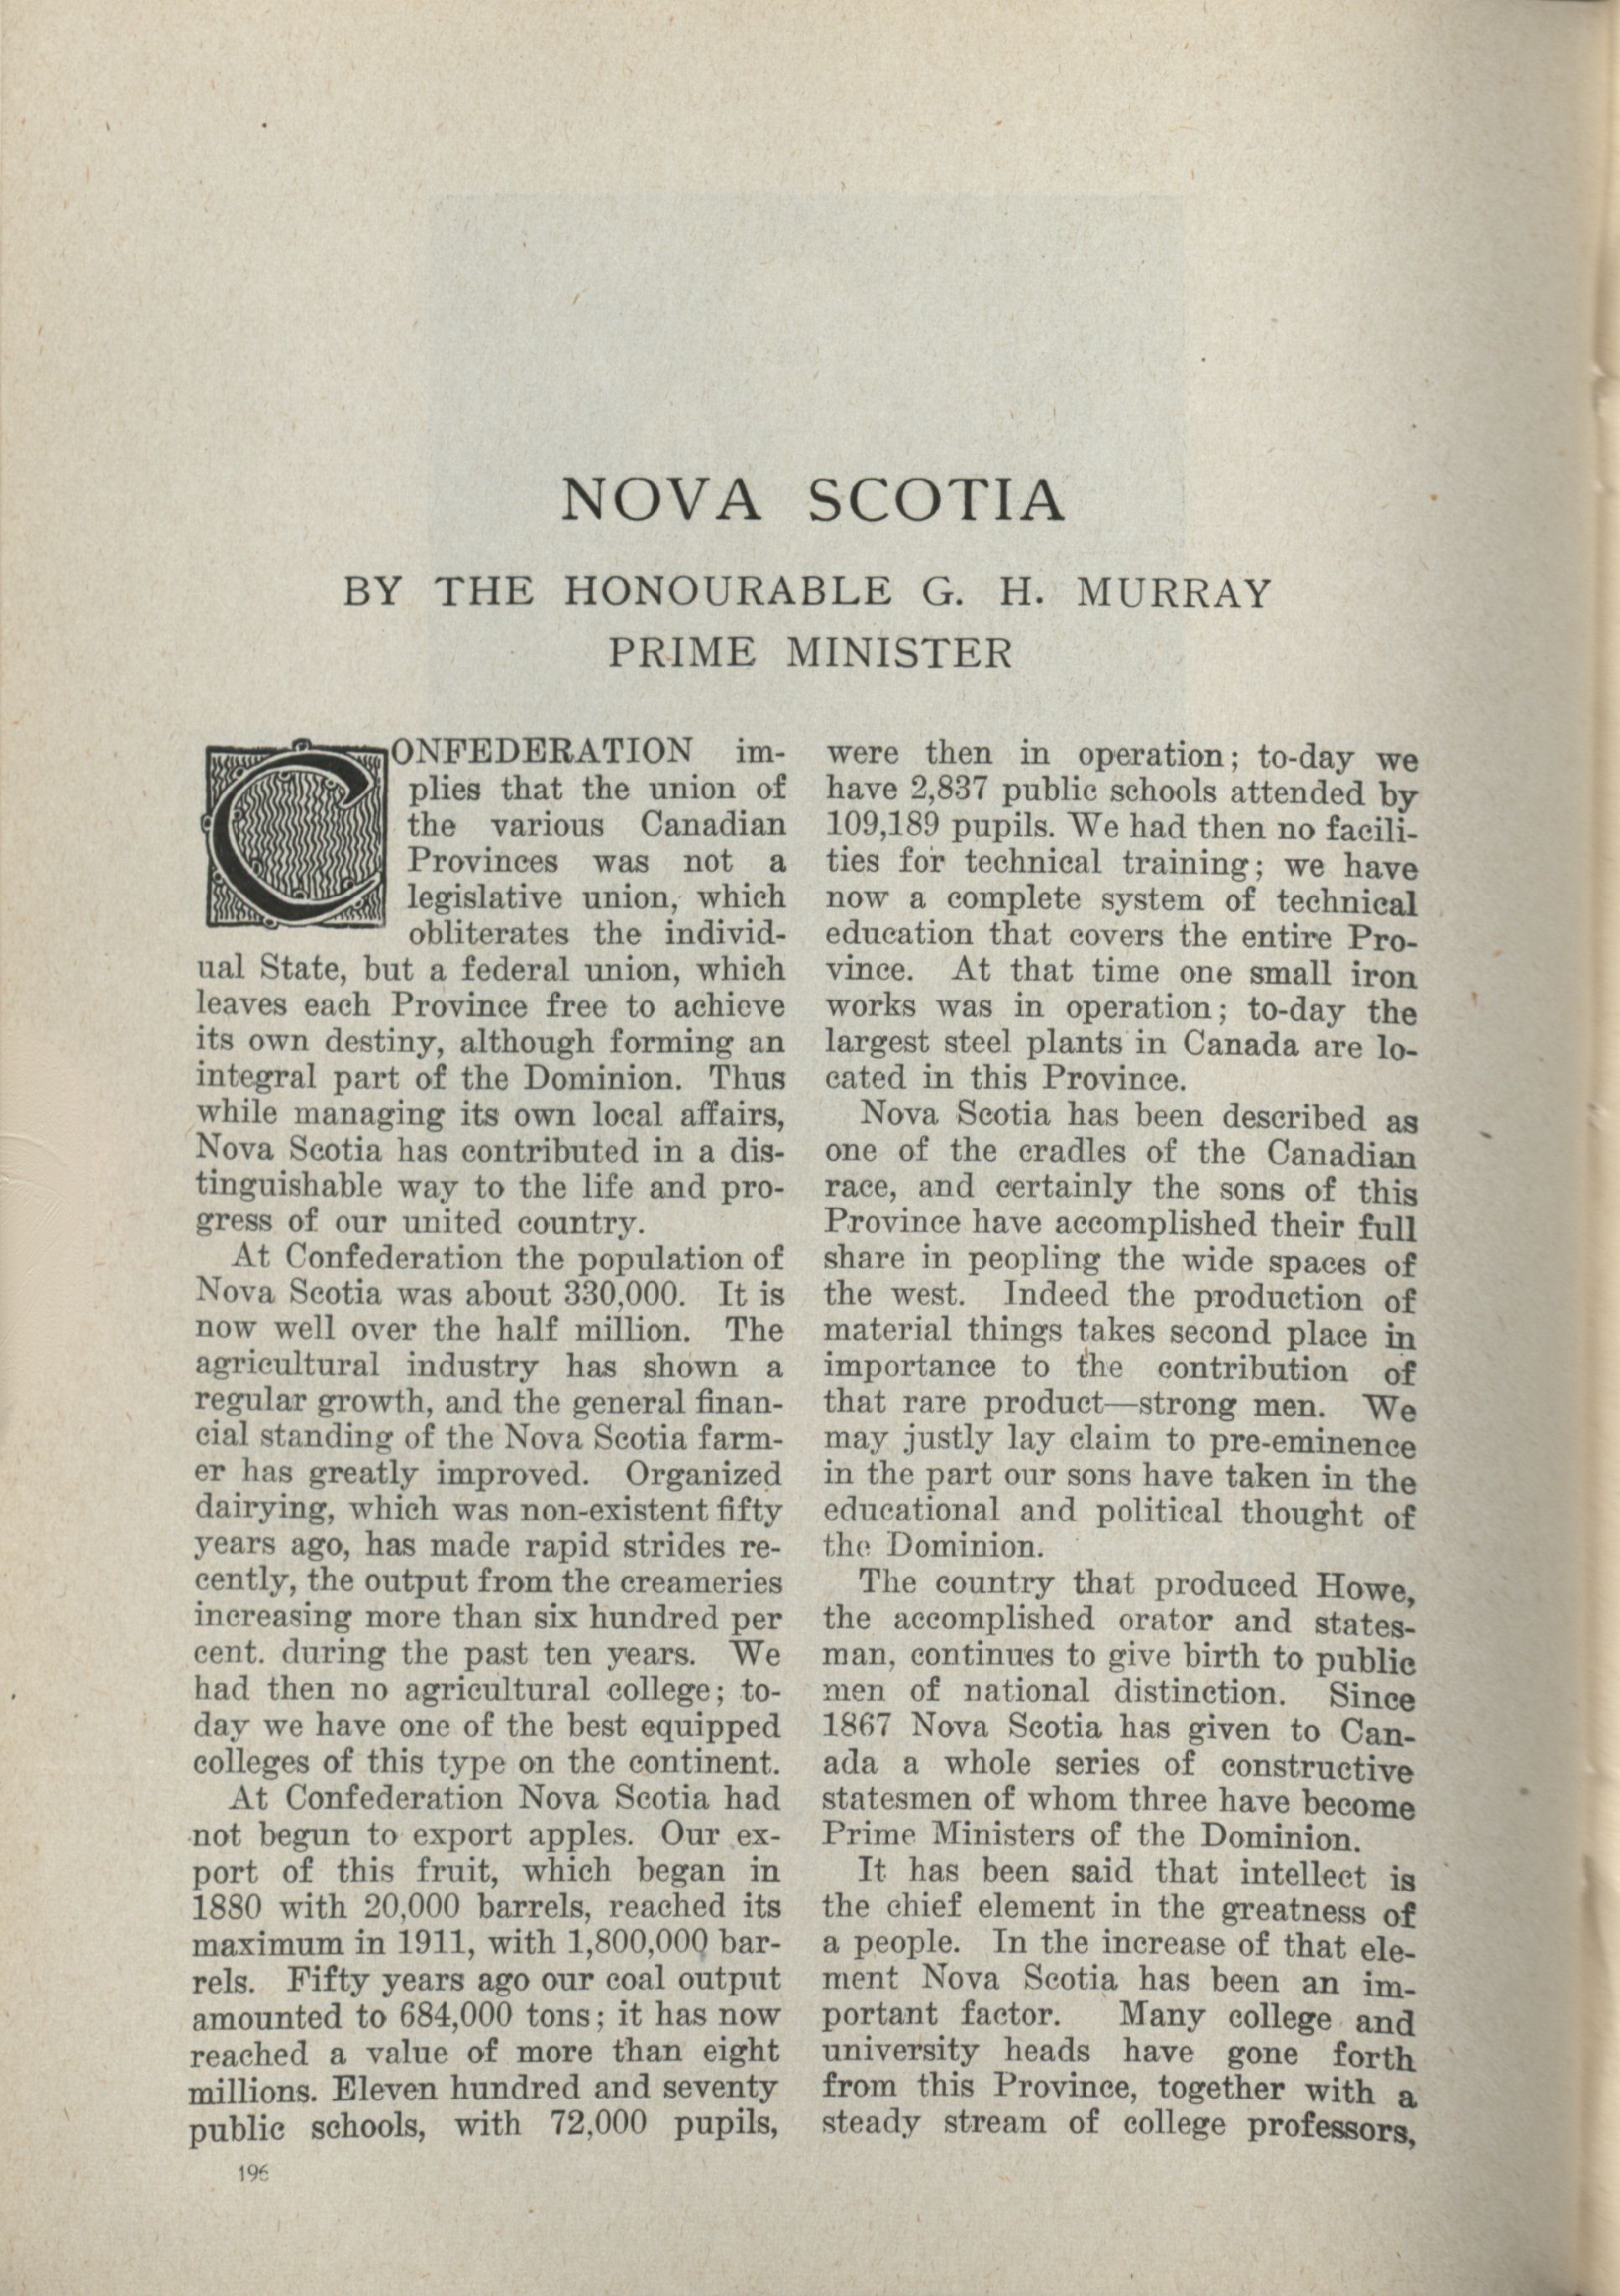 NOVA SCOTIA
BY THE HONOURABLE G. H. MURRAY
PRIME MINISTER
CONFEDERATION im-
plies that the union of
the various Canadian
Provinces was not a
legislative union, which
obliterates the individ-
ual State, but a federal union, which
leaves each Province free to achieve
its own destiny, although forming an
integral part of the Dominion. Thus
while managing its own local affairs,
Nova Scotia has contributed in a dis-
tinguishable way to the life and pro-
gress of our united country.
At Confederation the population of
Nova Scotia was about 330,000. It is
now well over the half million. The
agricultural industry has shown a
regular growth, and the general finan-
cial standing of the Nova Scotia farm-
er has greatly improved. Organized
dairying, which was non-existent fifty
years ago, has made rapid strides re-
cently, the output from the creameries
increasing more than six hundred per
cent. during the past ten years. We
had then no agricultural college; to-
day we have one of the best equipped
colleges of this type on the continent.
At Confederation Nova Scotia had
not begun to export apples. Our ex-
port of this fruit, which began in
1880 with 20,000 barrels, reached its
maximum in 1911, with 1,800,000 bar-
rels. Fifty years ago our coal output
amounted to 684,000 tons; it has now
reached a value of more than eight
millions. Eleven hundred and seventy
public schools, with 72,000 pupils,
were then in operation; to-day we
have 2,837 public schools attended by
109,189 pupils. We had then no facili-
ties for technical training; we have
now a complete system of technical
education that covers the entire Pro-
vince. At that time one small iron
works was in operation; to-day the
largest steel plants in Canada are lo-
cated in this Province.
Nova Scotia has been described as
one of the cradles of the Canadian
race, and certainly the sons of this
Province have accomplished their full
share in peopling the wide spaces of
the west. Indeed the production of
material things takes second place in
importance to the contribution of
that rare product—strong men. We
may justly lay claim to pre-eminence
in the part our sons have taken in the
educational and political thought of
the Dominion.
The country that produced Howe,
the accomplished orator and states-
man, continues to give birth to public
men of national distinction. Since
1867 Nova Scotia has given to Can-
ada a whole series of constructive
statesmen of whom three have become
Prime Ministers of the Dominion.
It has been said that intellect is
the chief element in the greatness of
a people. In the increase of that ele-
ment Nova Scotia has been an im-
portant factor. Many college and
university heads have gone forth
from this Province, together with a
steady stream of college professors,
196